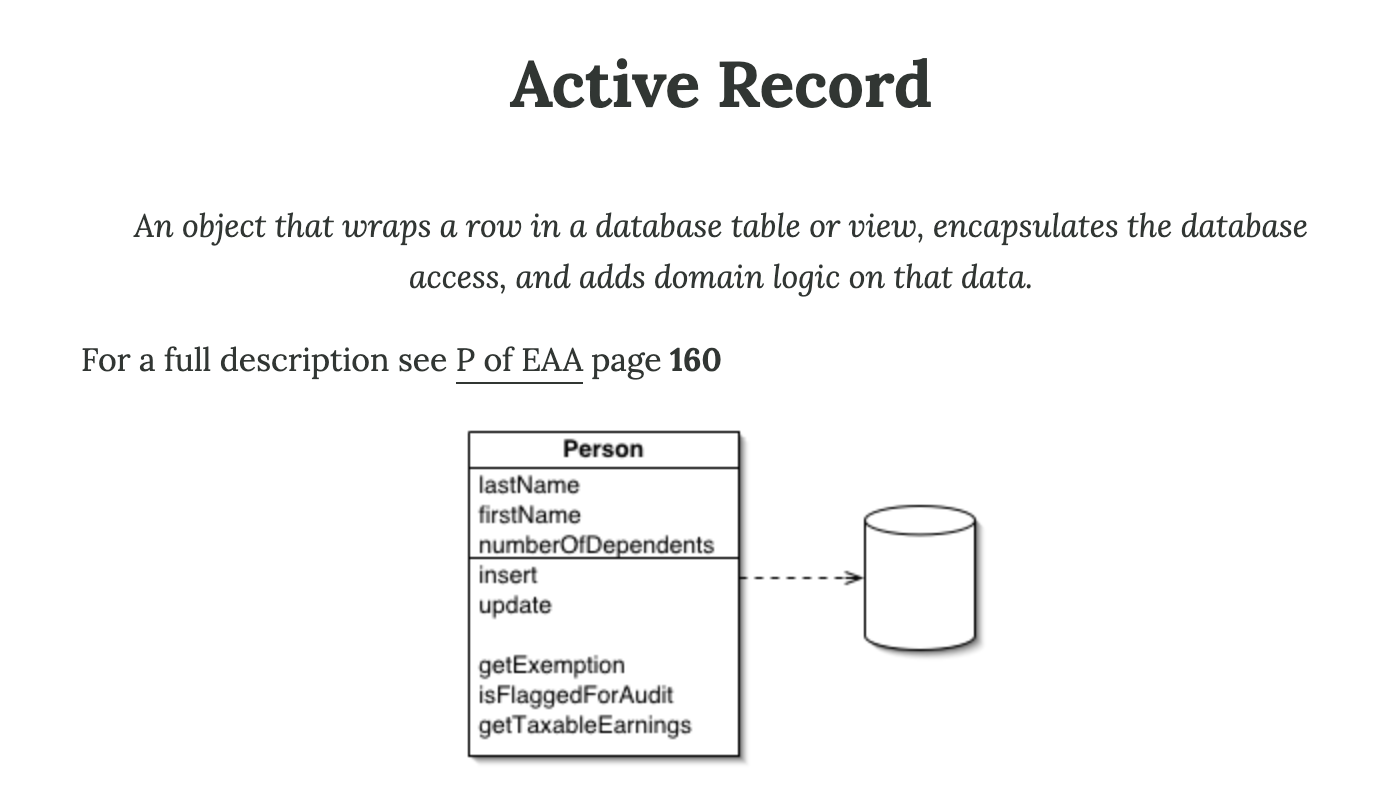 Active Record
An object that wraps a row in a database table or view, encapsulates the database
access, and adds domain logic on that data.
For a full description see P of EAA page 160
Person
lastName
firstName
numberOfDependents
insert
update
getExemption
isFlaggedForAudit
getTaxableEarnings